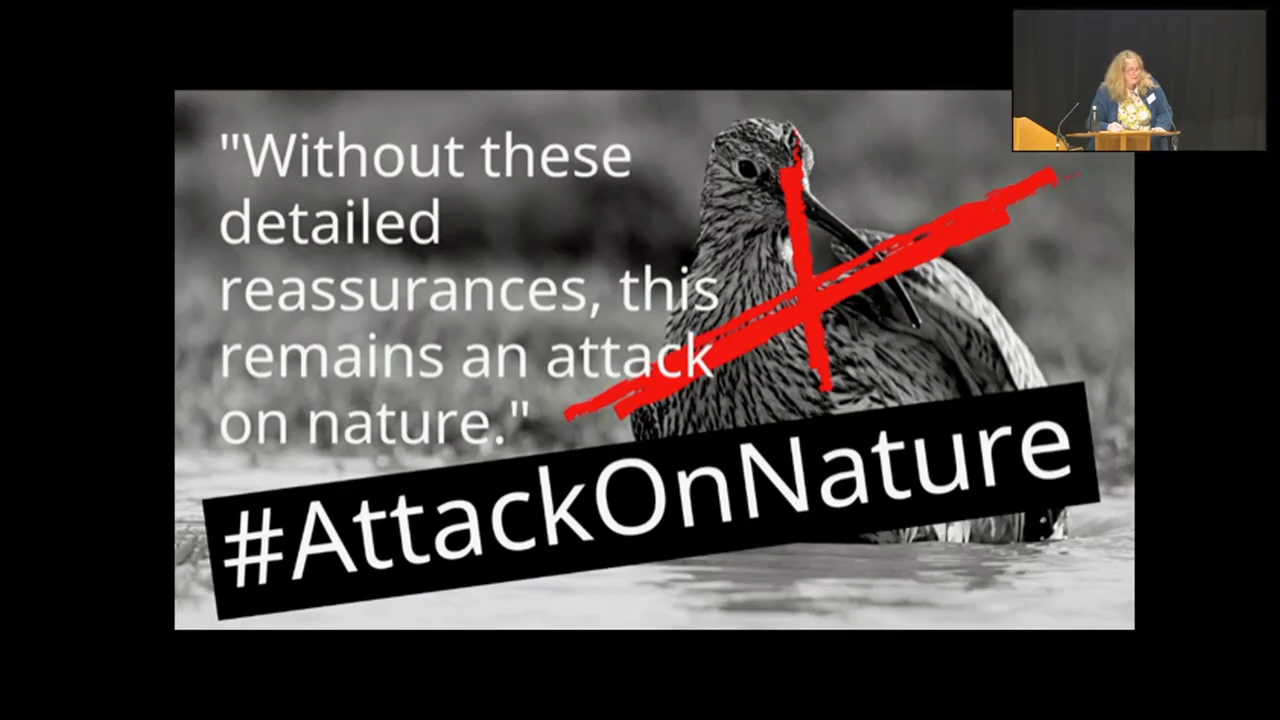 "Without these
detailed
reassurances, this
remains an attack
on nature."
#AttackOnNature